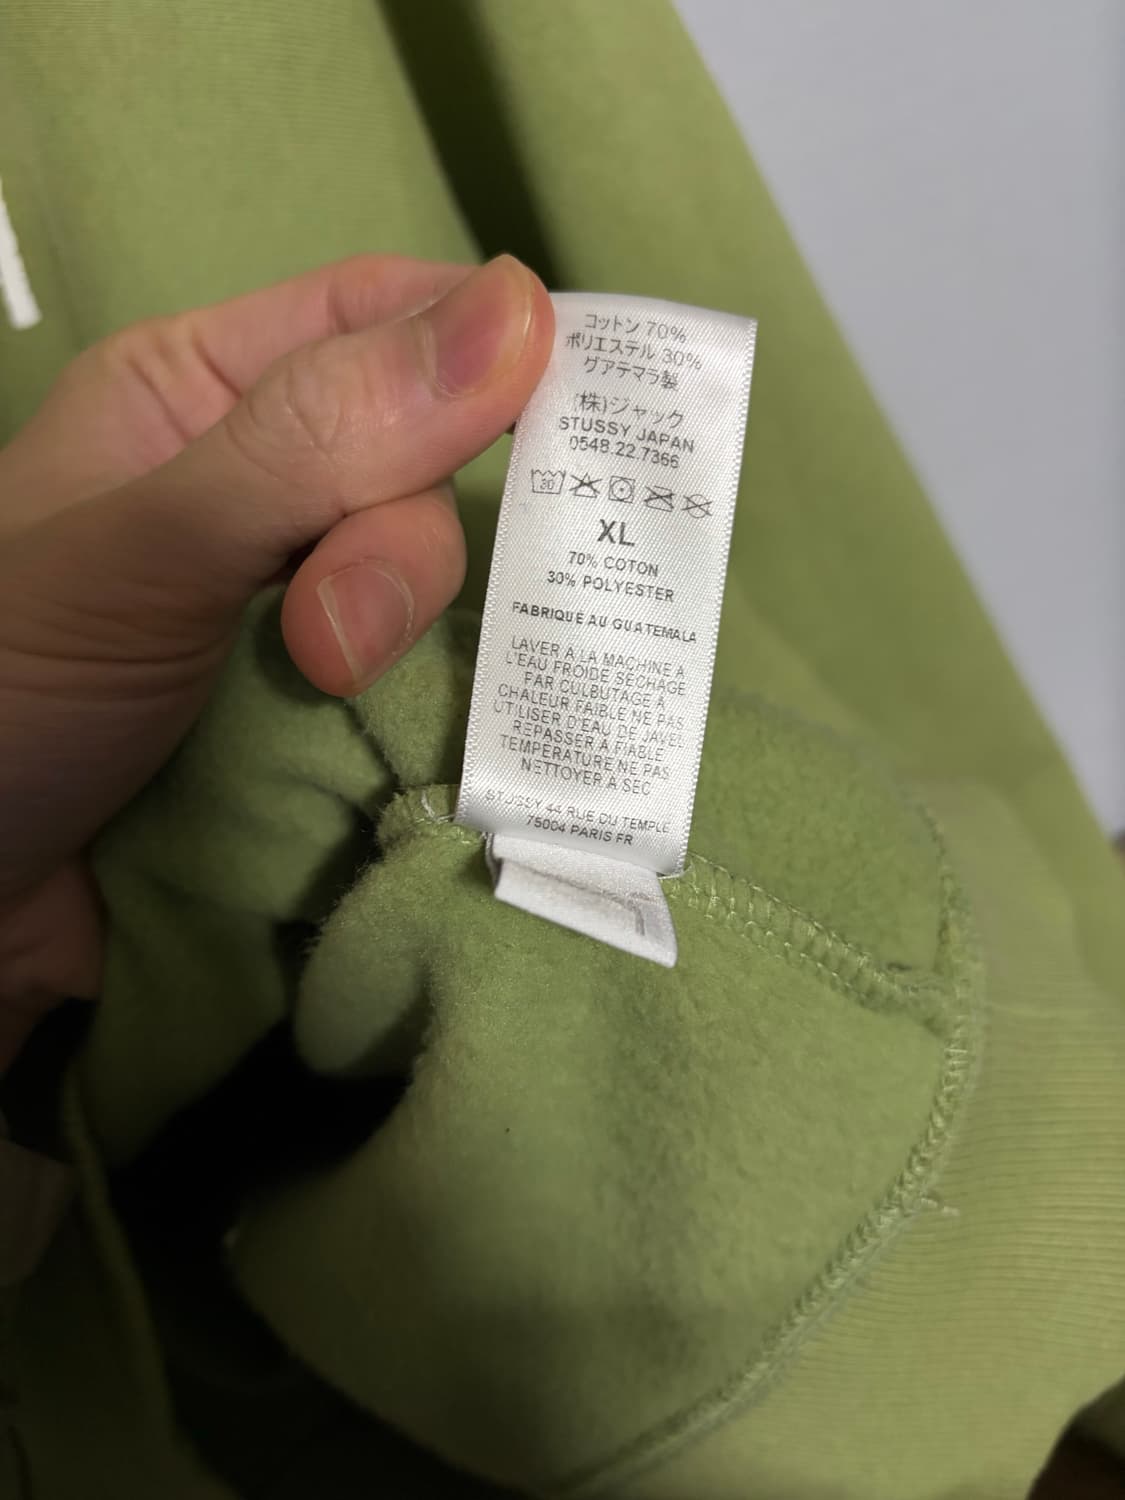 コットン 70%
ポリエステル 30%
グアテマラ製
(株)ジャック
STUSSY JAPAN
0548.22.7366
30
XL
70% COTON
30% POLYESTER
FABRIQUÉ AU GUATEMALA
LAVER A LA MACHINE A
L'EAU FROIDE SECHAGE
PAR CULBUTAGE A
CHALEUR FAIBLE NE PAS
UTILISER D'EAU DE JAVEL
REPASSER A FIABLE
TEMPERATURE NE PAS
NETTOYER A SEC
STUSSY 44 RUE DU TEMPLE
75004 PARIS FR